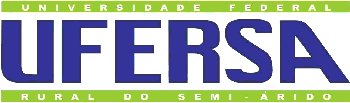 UNIVERSIDADE FEDERAL
UFERSA
RURAL DO SEMI-ÁRIDO